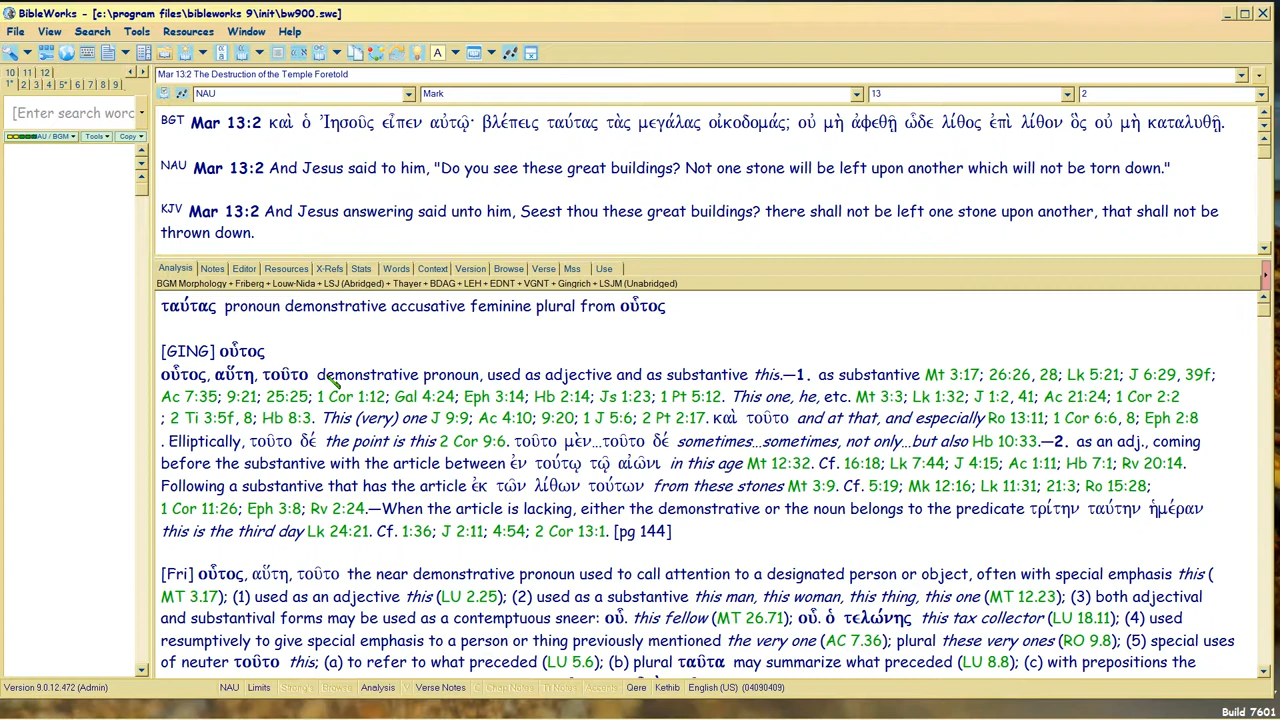 BibleWorks - [c:\program files\bibleworks 9\init\bw900.swc]
File View Search Tools Resources Window Help
10 | 11 | 12 |
1* | 2 | 3 | 4 | 5* | 6 | 7 | 8 | 9 |
[Enter search worc
AU / BGM Tools Copy
Mar 13:2 The Destruction of the Temple Foretold
NAU Mark 13 2
BGT Mar 13:2 καὶ ὁ Ἰησοῦς εἶπεν αὐτῷ· βλέπεις ταύτας τὰς μεγάλας οἰκοδομάς; οὐ μὴ ἀφεθῇ ὧδε λίθος ἐπὶ λίθον ὃς οὐ μὴ καταλυθῇ.
NAU Mar 13:2 And Jesus said to him, "Do you see these great buildings? Not one stone will be left upon another which will not be torn down."
KJV Mar 13:2 And Jesus answering said unto him, Seest thou these great buildings? there shall not be left one stone upon another, that shall not be
thrown down.
Analysis Notes Editor Resources X-Refs Stats Words Context Version Browse Verse Mss Use
BGM Morphology + Friberg + Louw-Nida + LSJ (Abridged) + Thayer + BDAG + LEH + EDNT + VGNT + Gingrich + LSJM (Unabridged)
ταύτας pronoun demonstrative accusative feminine plural from οὗτος
[GING] οὗτος
οὗτος, αὕτη, τοῦτο demonstrative pronoun, used as adjective and as substantive this.—1. as substantive Mt 3:17; 26:26, 28; Lk 5:21; J 6:29, 39f;
Ac 7:35; 9:21; 25:25; 1 Cor 1:12; Gal 4:24; Eph 3:14; Hb 2:14; Js 1:23; 1 Pt 5:12. This one, he, etc. Mt 3:3; Lk 1:32; J 1:2, 41; Ac 21:24; 1 Cor 2:2
; 2 Ti 3:5f, 8; Hb 8:3. This (very) one J 9:9; Ac 4:10; 9:20; 1 J 5:6; 2 Pt 2:17. καὶ τοῦτο and at that, and especially Ro 13:11; 1 Cor 6:6, 8; Eph 2:8
. Elliptically, τοῦτο δέ the point is this 2 Cor 9:6. τοῦτο μὲν…τοῦτο δέ sometimes…sometimes, not only…but also Hb 10:33.—2. as an adj., coming
before the substantive with the article between ἐν τούτῳ τῷ αἰῶνι in this age Mt 12:32. Cf. 16:18; Lk 7:44; J 4:15; Ac 1:11; Hb 7:1; Rv 20:14.
Following a substantive that has the article ἐκ τῶν λίθων τούτων from these stones Mt 3:9. Cf. 5:19; Mk 12:16; Lk 11:31; 21:3; Ro 15:28;
1 Cor 11:26; Eph 3:8; Rv 2:24.—When the article is lacking, either the demonstrative or the noun belongs to the predicate τρίτην ταύτην ἡμέραν
this is the third day Lk 24:21. Cf. 1:36; J 2:11; 4:54; 2 Cor 13:1. [pg 144]
[Fri] οὗτος, αὕτη, τοῦτο the near demonstrative pronoun used to call attention to a designated person or object, often with special emphasis this (
MT 3.17); (1) used as an adjective this (LU 2.25); (2) used as a substantive this man, this woman, this thing, this one (MT 12.23); (3) both adjectival
and substantival forms may be used as a contemptuous sneer: οὗ. this fellow (MT 26.71); οὗ. ὁ τελώνης this tax collector (LU 18.11); (4) used
resumptively to give special emphasis to a person or thing previously mentioned the very one (AC 7.36); plural these very ones (RO 9.8); (5) special uses
of neuter τοῦτο this; (a) to refer to what preceded (LU 5.6); (b) plural ταῦτα may summarize what preceded (LU 8.8); (c) with prepositions the
Version 9.0.12.472 (Admin) NAU Limits Strong's Browse Analysis V Verse Notes C Chap Notes T Notes Accents Qere Kethib English (US) (04090409)
Build 7601